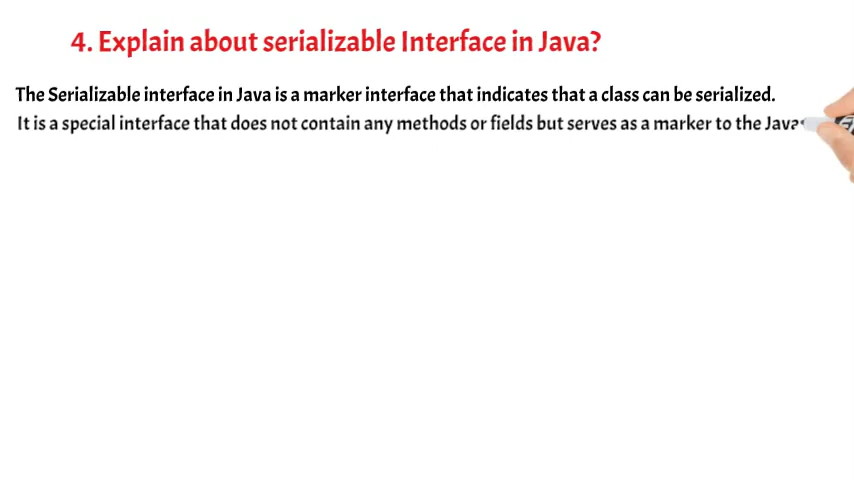 4. Explain about serializable Interface in Java?
The Serializable interface in Java is a marker interface that indicates that a class can be serialized.
It is a special interface that does not contain any methods or fields but serves as a marker to the Java